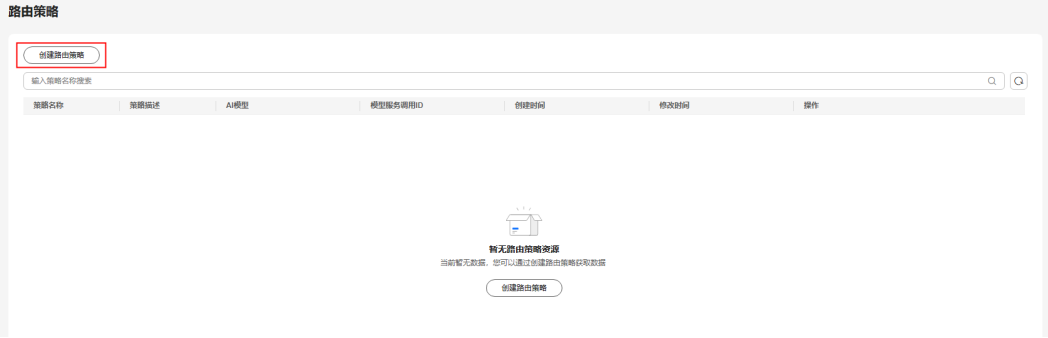 路由策略
创建路由策略
输入策略名称搜索
策略名称 策略描述 AI模型 模型服务调用ID 创建时间 修改时间 操作
暂无路由策略资源
当前暂无数据，您可以通过创建路由策略获取数据
创建路由策略